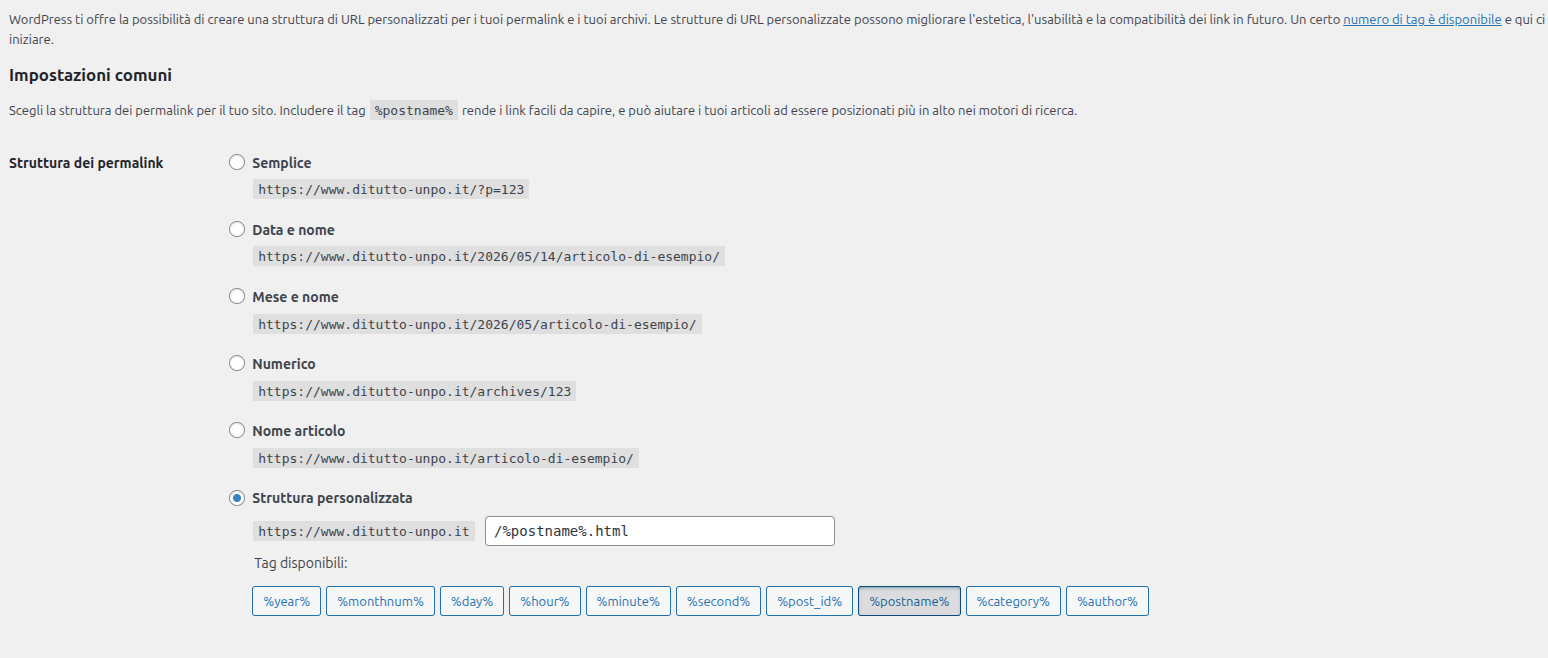 WordPress ti offre la possibilità di creare una struttura di URL personalizzati per i tuoi permalink e i tuoi archivi. Le strutture di URL personalizzate possono migliorare l'estetica, l'usabilità e la compatibilità dei link in futuro. Un certo numero di tag è disponibile e qui ci
iniziare.
Impostazioni comuni
Scegli la struttura dei permalink per il tuo sito. Includere il tag %postname% rende i link facili da capire, e può aiutare i tuoi articoli ad essere posizionati più in alto nei motori di ricerca.
Struttura dei permalink
Semplice
https://www.ditutto-unpo.it/?p=123
Data e nome
https://www.ditutto-unpo.it/2026/05/14/articolo-di-esempio/
Mese e nome
https://www.ditutto-unpo.it/2026/05/articolo-di-esempio/
Numerico
https://www.ditutto-unpo.it/archives/123
Nome articolo
https://www.ditutto-unpo.it/articolo-di-esempio/
Struttura personalizzata
https://www.ditutto-unpo.it /%postname%.html
Tag disponibili:
%year% %monthnum% %day% %hour% %minute% %second% %post_id% %postname% %category% %author%